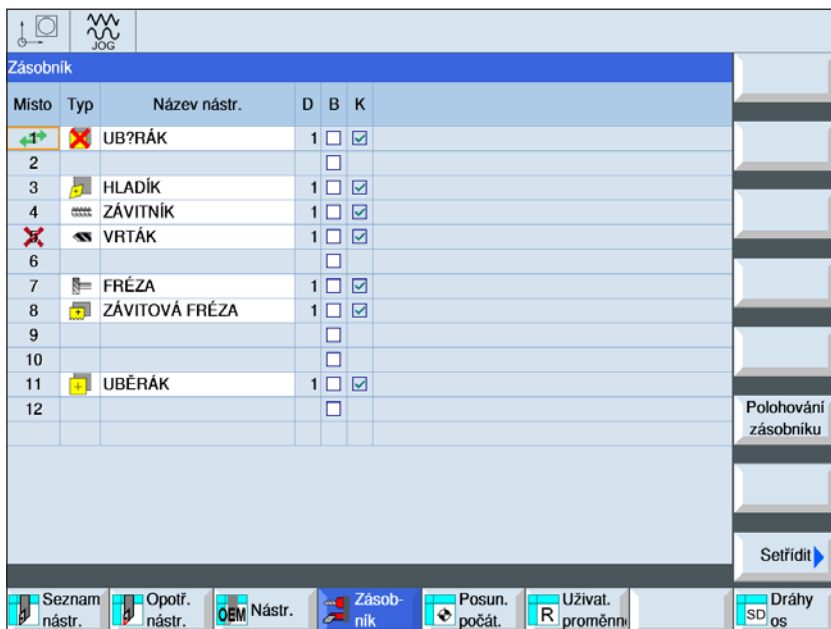 JOG
Zásobník
Místo Typ Název nástr. D B K
1 UB?RÁK 1
2
3 HLADÍK 1
4 ZÁVITNÍK 1
5 VRTÁK 1
6
7 FRÉZA 1
8 ZÁVITOVÁ FRÉZA 1
9
10
11 UBĚRÁK 1
12
Polohování
zásobníku
Setřídit
Seznam
nástr.
Opotř.
nástr.
OEM Nástr.
Zásob-
ník
Posun.
počát.
R Uživat.
proměnn
SD Dráhy
os